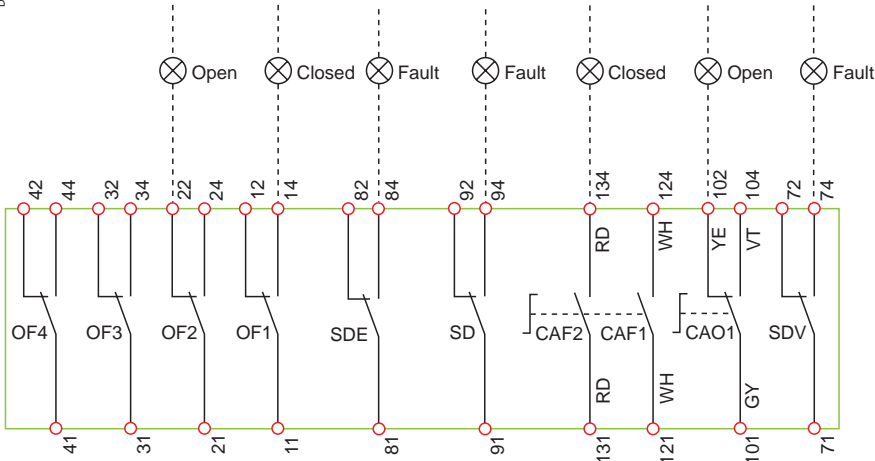 Open Closed Fault Fault Closed Open Fault
42 44 32 34 22 24 12 14 82 84 92 94 134 124 102 104 72 74
RD WH YE VT
OF4 OF3 OF2 OF1 SDE SD CAF2 CAF1 CAO1 SDV
RD WH GY
41 31 21 11 81 91 131 121 101 71